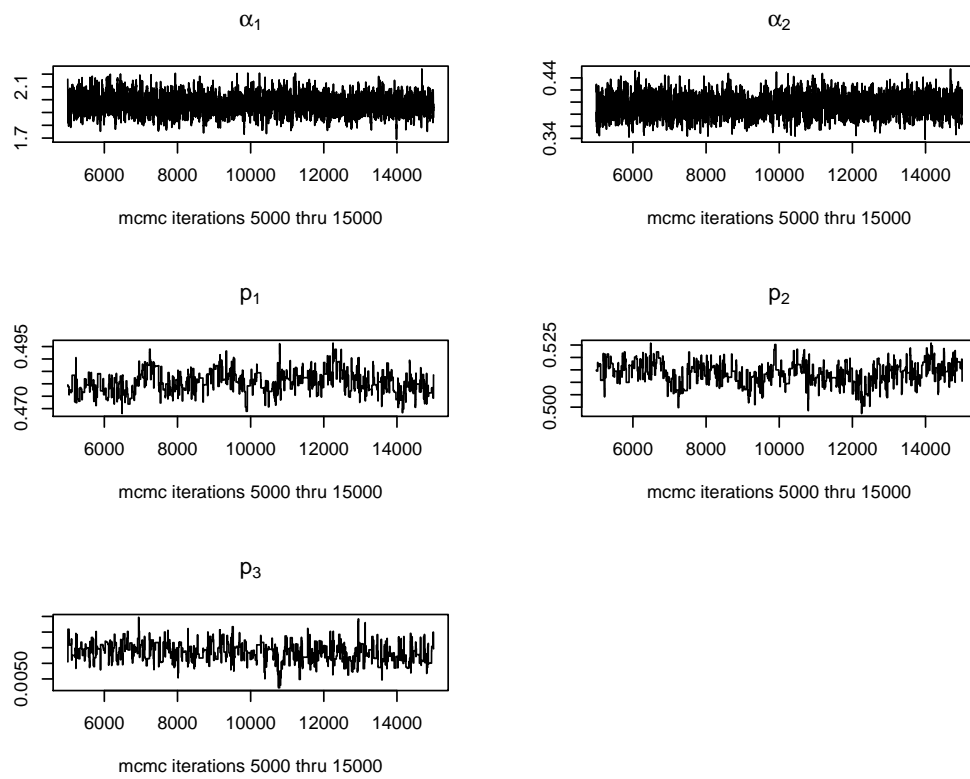 α1 α2
2.1
1.7
0.44
0.34
6000 8000 10000 12000 14000 6000 8000 10000 12000 14000
mcmc iterations 5000 thru 15000 mcmc iterations 5000 thru 15000
p1 p2
0.495
0.470
0.525
0.500
6000 8000 10000 12000 14000 6000 8000 10000 12000 14000
mcmc iterations 5000 thru 15000 mcmc iterations 5000 thru 15000
p3
0.0050
6000 8000 10000 12000 14000
mcmc iterations 5000 thru 15000